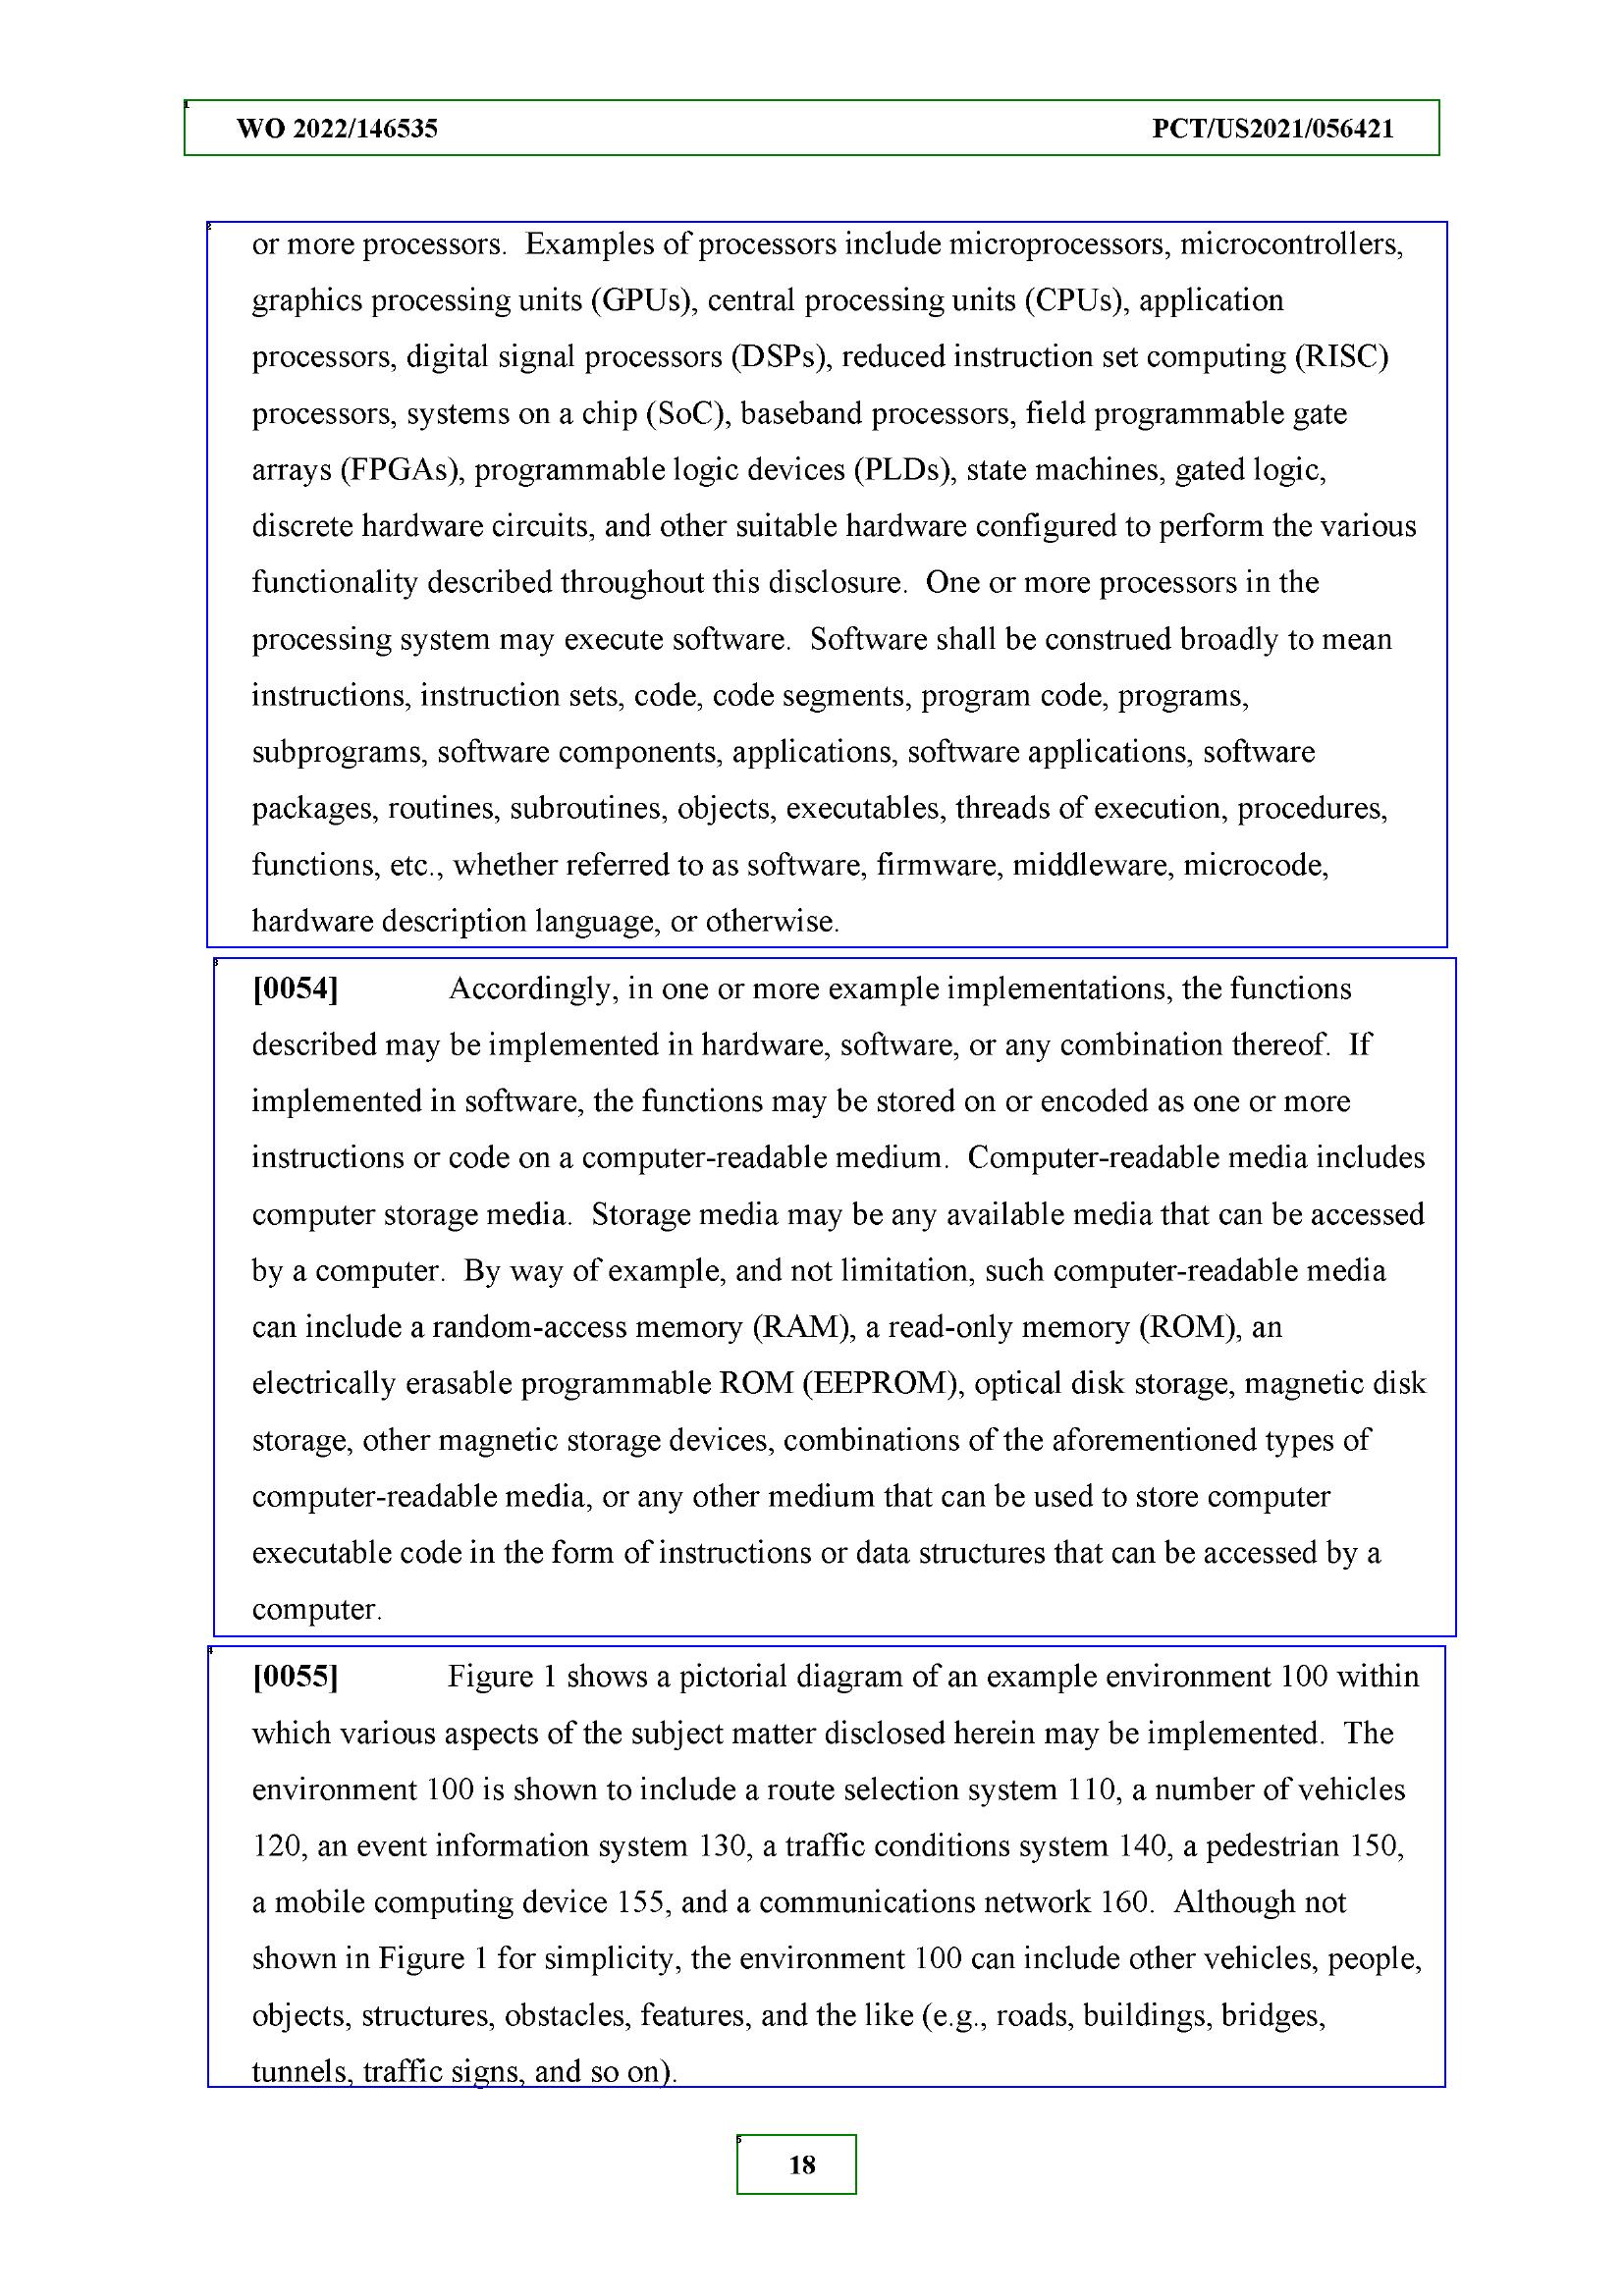 1
WO 2022/146535 PCT/US2021/056421
2
or more processors.  Examples of processors include microprocessors, microcontrollers,
graphics processing units (GPUs), central processing units (CPUs), application
processors, digital signal processors (DSPs), reduced instruction set computing (RISC)
processors, systems on a chip (SoC), baseband processors, field programmable gate
arrays (FPGAs), programmable logic devices (PLDs), state machines, gated logic,
discrete hardware circuits, and other suitable hardware configured to perform the various
functionality described throughout this disclosure.  One or more processors in the
processing system may execute software.  Software shall be construed broadly to mean
instructions, instruction sets, code, code segments, program code, programs,
subprograms, software components, applications, software applications, software
packages, routines, subroutines, objects, executables, threads of execution, procedures,
functions, etc., whether referred to as software, firmware, middleware, microcode,
hardware description language, or otherwise.
3
[0054] Accordingly, in one or more example implementations, the functions
described may be implemented in hardware, software, or any combination thereof.  If
implemented in software, the functions may be stored on or encoded as one or more
instructions or code on a computer-readable medium.  Computer-readable media includes
computer storage media.  Storage media may be any available media that can be accessed
by a computer.  By way of example, and not limitation, such computer-readable media
can include a random-access memory (RAM), a read-only memory (ROM), an
electrically erasable programmable ROM (EEPROM), optical disk storage, magnetic disk
storage, other magnetic storage devices, combinations of the aforementioned types of
computer-readable media, or any other medium that can be used to store computer
executable code in the form of instructions or data structures that can be accessed by a
computer.
4
[0055] Figure 1 shows a pictorial diagram of an example environment 100 within
which various aspects of the subject matter disclosed herein may be implemented.  The
environment 100 is shown to include a route selection system 110, a number of vehicles
120, an event information system 130, a traffic conditions system 140, a pedestrian 150,
a mobile computing device 155, and a communications network 160.  Although not
shown in Figure 1 for simplicity, the environment 100 can include other vehicles, people,
objects, structures, obstacles, features, and the like (e.g., roads, buildings, bridges,
tunnels, traffic signs, and so on).
5
18